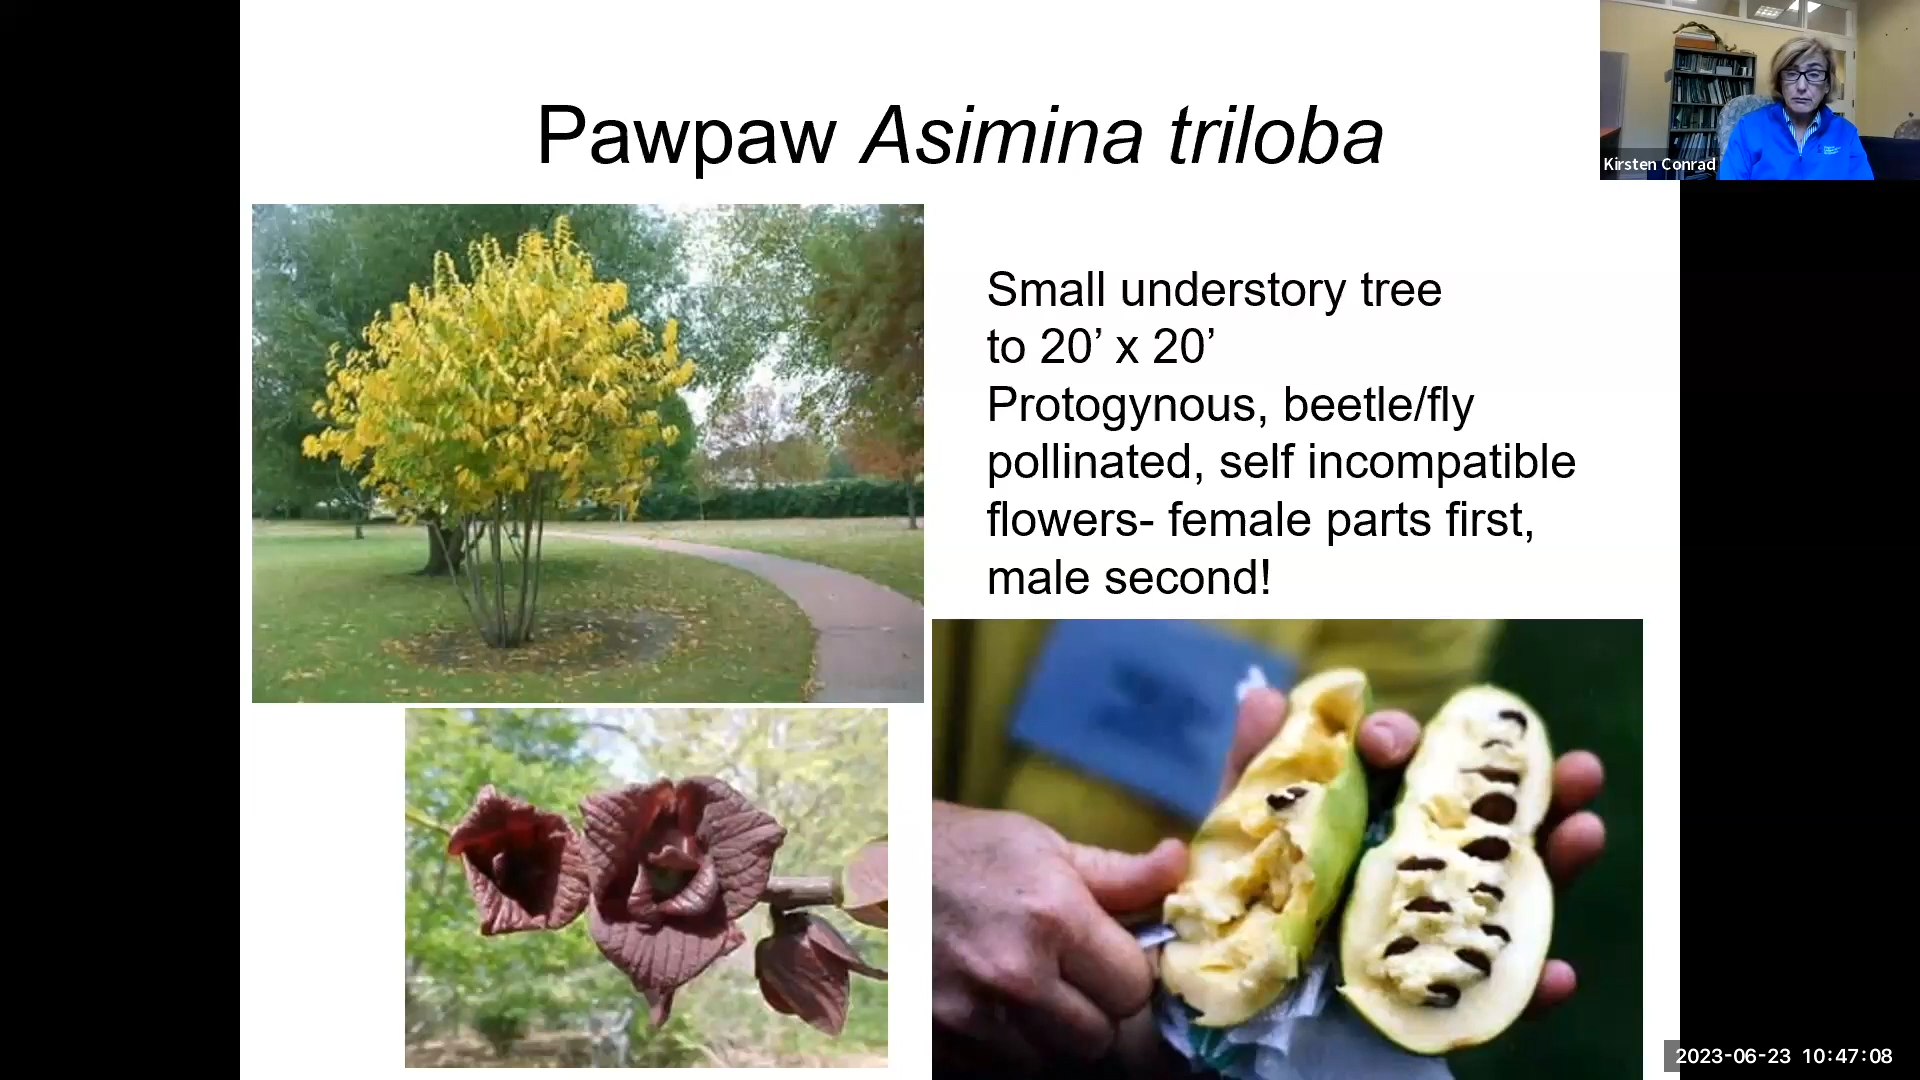 Pawpaw Asimina triloba
Kirsten Conrad
Small understory tree
to 20’ x 20’
Protogynous, beetle/fly
pollinated, self incompatible
flowers- female parts first,
male second!
2023-06-23 10:47:08